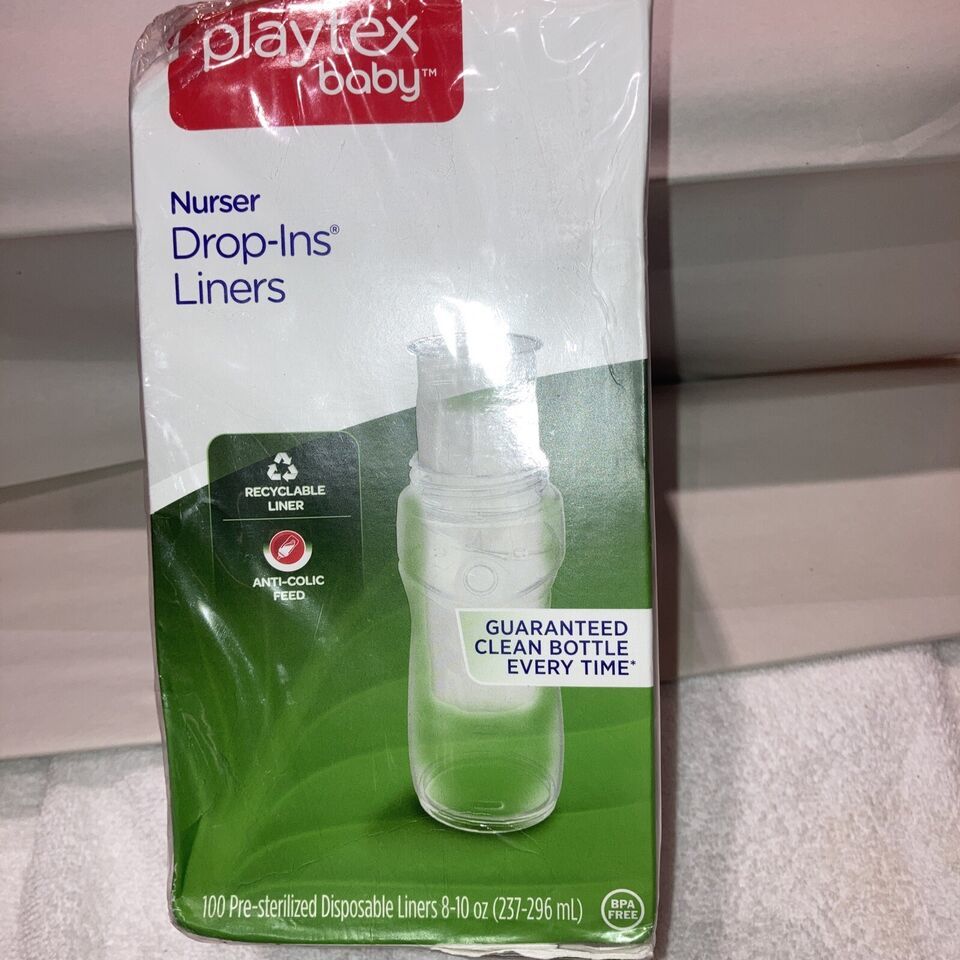 playtex
baby™
Nurser
Drop-Ins®
Liners
RECYCLABLE
LINER
ANTI-COLIC
FEED
GUARANTEED
CLEAN BOTTLE
EVERY TIME*
100 Pre-sterilized Disposable Liners 8-10 oz (237-296 mL)
BPA
FREE